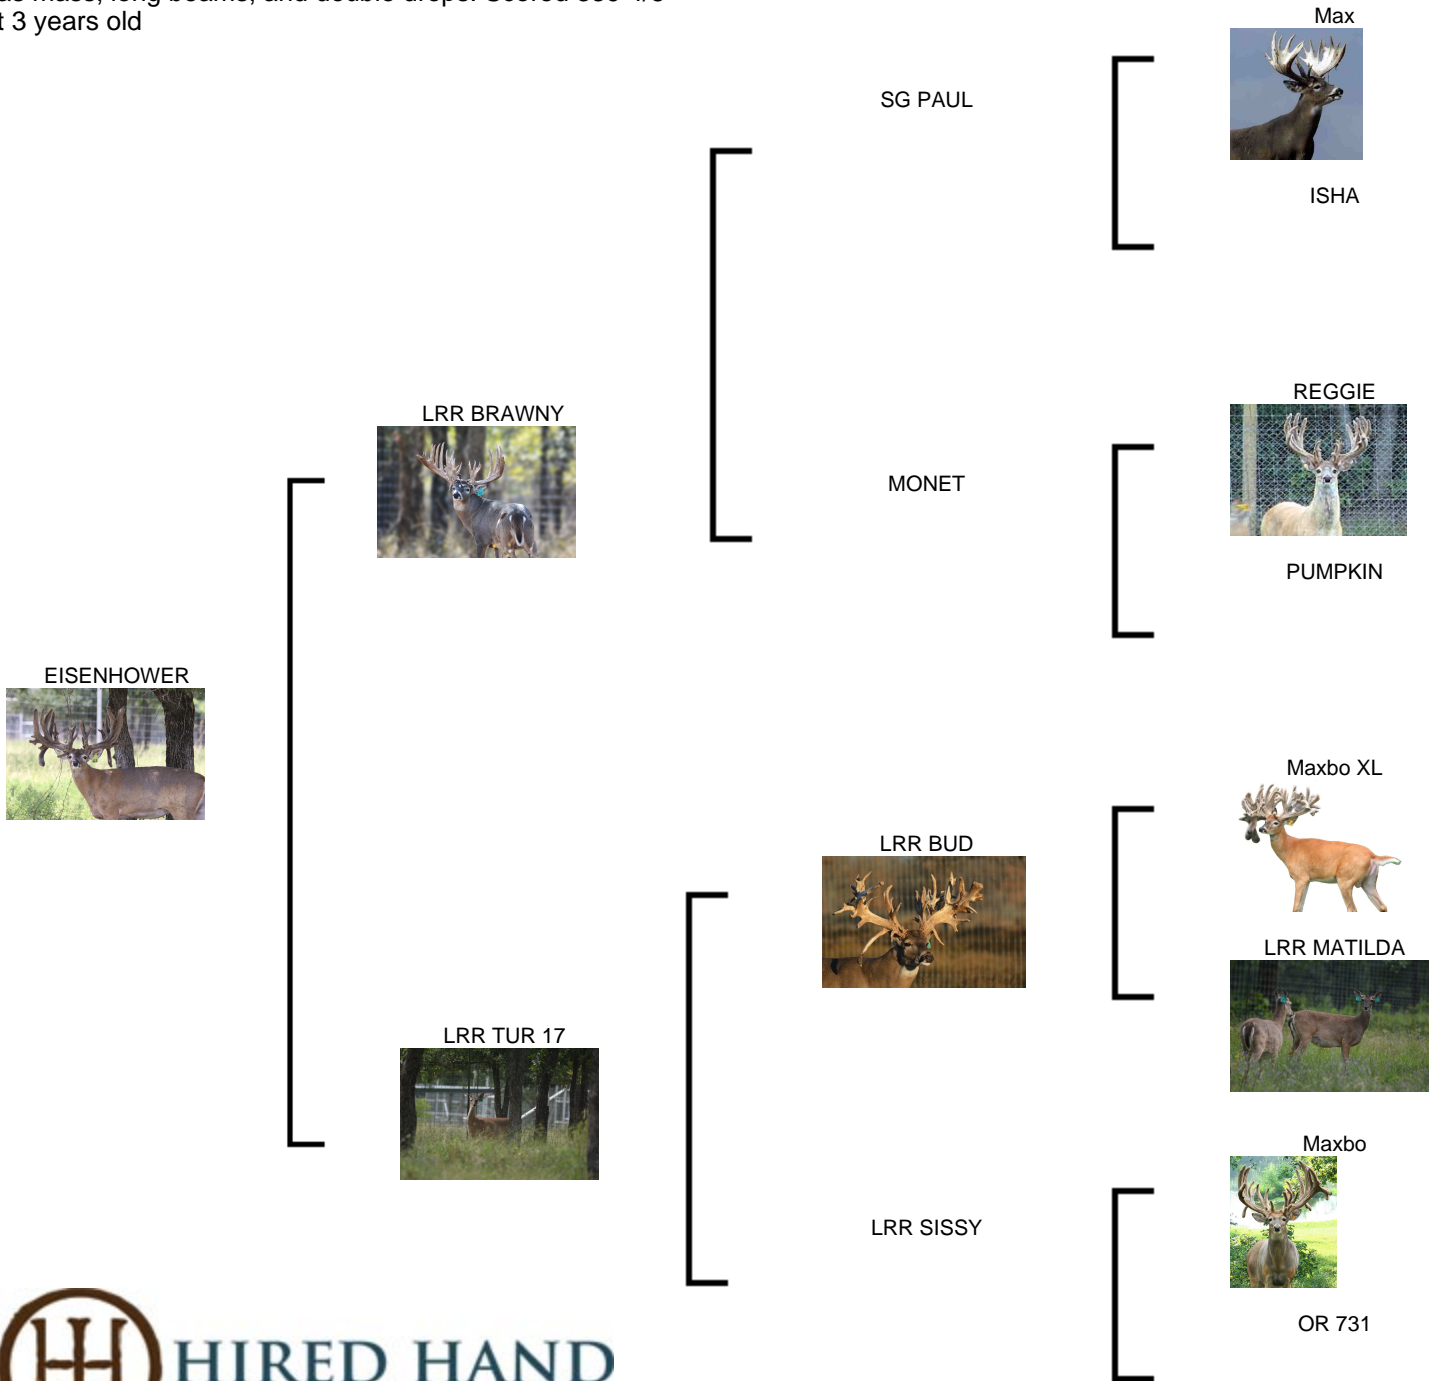 t 3 years old
Max
SG PAUL
ISHA
REGGIE
LRR BRAWNY
MONET
PUMPKIN
EISENHOWER
Maxbo XL
LRR BUD
LRR MATILDA
LRR TUR 17
Maxbo
LRR SISSY
OR 731
HIRED HAND